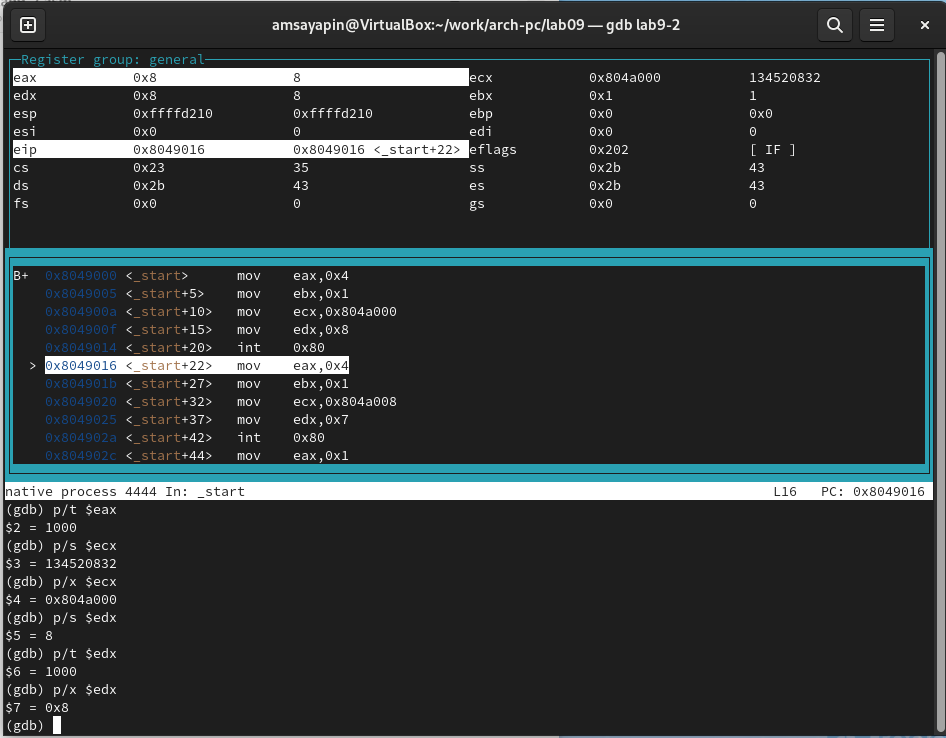 amsayapin@VirtualBox:~/work/arch-pc/lab09 — gdb lab9-2
Register group: general
eax 0x8 8 ecx 0x804a000 134520832
edx 0x8 8 ebx 0x1 1
esp 0xffffd210 0xffffd210 ebp 0x0 0x0
esi 0x0 0 edi 0x0 0
eip 0x8049016 0x8049016 <_start+22> eflags 0x202 [ IF ]
cs 0x23 35 ss 0x2b 43
ds 0x2b 43 es 0x2b 43
fs 0x0 0 gs 0x0 0
B+ 0x8049000 <_start> mov eax,0x4
0x8049005 <_start+5> mov ebx,0x1
0x804900a <_start+10> mov ecx,0x804a000
0x804900f <_start+15> mov edx,0x8
0x8049014 <_start+20> int 0x80
> 0x8049016 <_start+22> mov eax,0x4
0x804901b <_start+27> mov ebx,0x1
0x8049020 <_start+32> mov ecx,0x804a008
0x8049025 <_start+37> mov edx,0x7
0x804902a <_start+42> int 0x80
0x804902c <_start+44> mov eax,0x1
native process 4444 In: _start L16 PC: 0x8049016
(gdb) p/t $eax
$2 = 1000
(gdb) p/s $ecx
$3 = 134520832
(gdb) p/x $ecx
$4 = 0x804a000
(gdb) p/s $edx
$5 = 8
(gdb) p/t $edx
$6 = 1000
(gdb) p/x $edx
$7 = 0x8
(gdb)